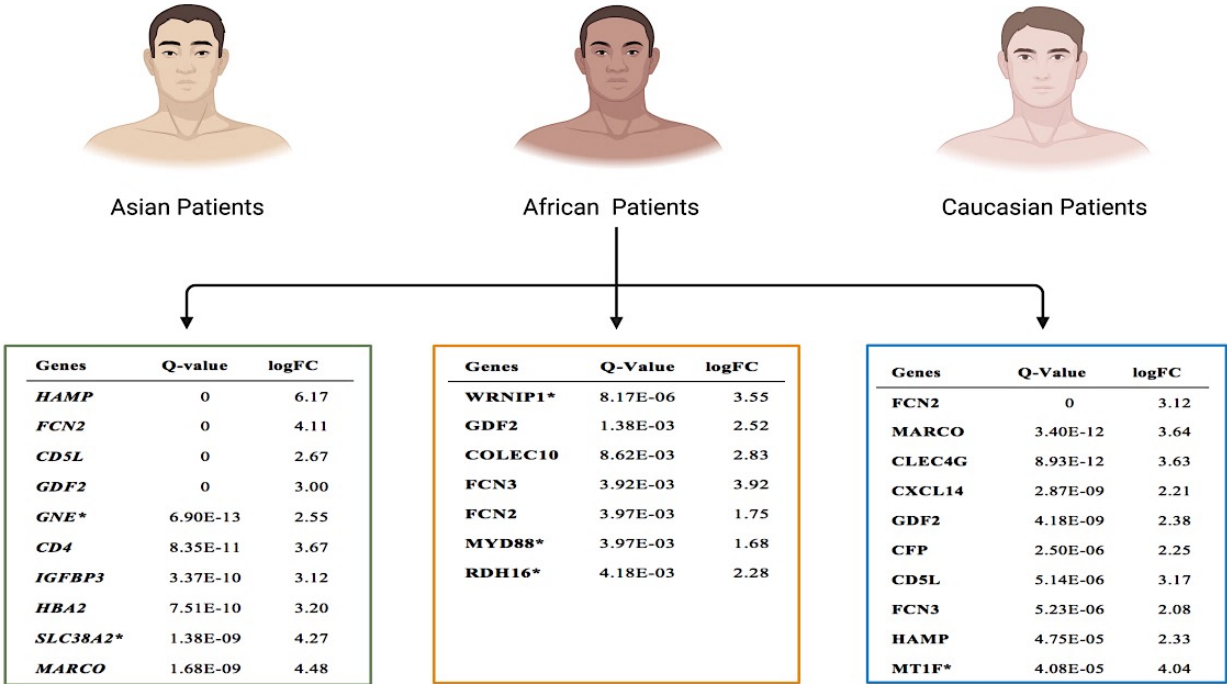 Asian Patients
African Patients
Caucasian Patients
Genes Q-value logFC
HAMP 0 6.17
FCN2 0 4.11
CD5L 0 2.67
GDF2 0 3.00
GNE* 6.90E-13 2.55
CD4 8.35E-11 3.67
IGFBP3 3.37E-10 3.12
HBA2 7.51E-10 3.20
SLC38A2* 1.38E-09 4.27
MARCO 1.68E-09 4.48
Genes Q-Value logFC
WRNIP1* 8.17E-06 3.55
GDF2 1.38E-03 2.52
COLEC10 8.62E-03 2.83
FCN3 3.92E-03 3.92
FCN2 3.97E-03 1.75
MYD88* 3.97E-03 1.68
RDH16* 4.18E-03 2.28
Genes Q-Value logFC
FCN2 0 3.12
MARCO 3.40E-12 3.64
CLEC4G 8.93E-12 3.63
CXCL14 2.87E-09 2.21
GDF2 4.18E-09 2.38
CFP 2.50E-06 2.25
CD5L 5.14E-06 3.17
FCN3 5.23E-06 2.08
HAMP 4.75E-05 2.33
MT1F* 4.08E-05 4.04